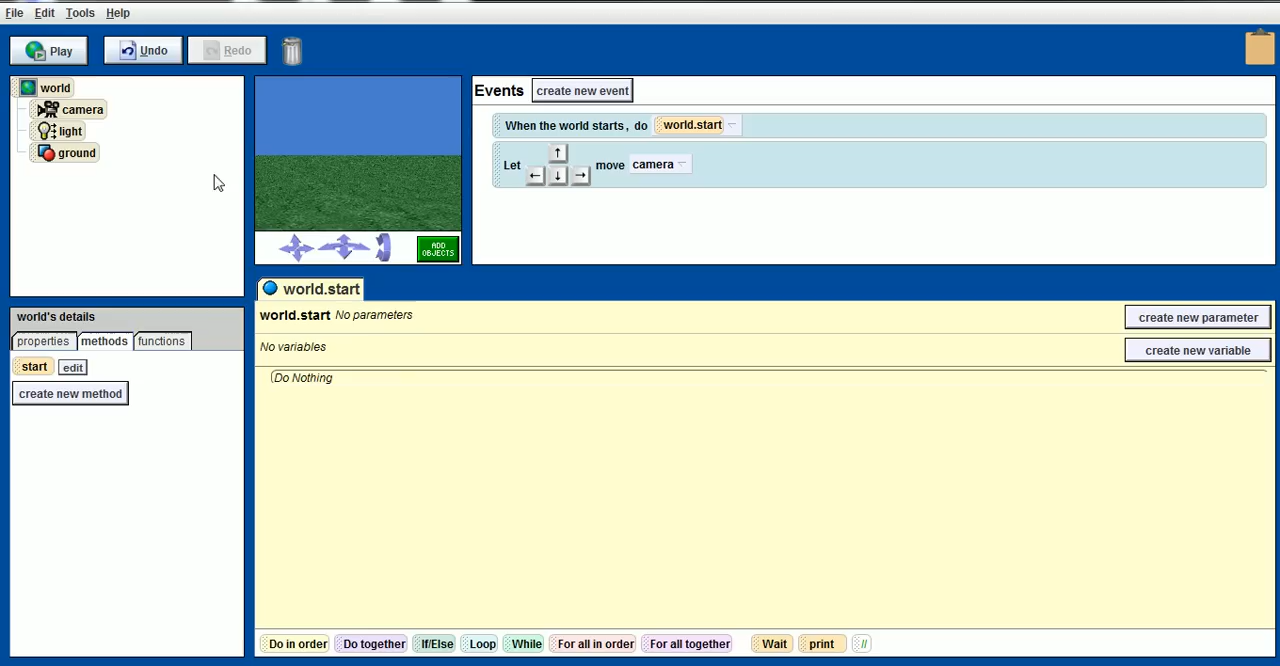 File Edit Tools Help
Play Undo Redo
world
camera
light
ground
ADD
OBJECTS
Events create new event
When the world starts, do world.start
Let ↑ ← ↓ → move camera
world's details
properties methods functions
start edit
create new method
world.start
world.start No parameters create new parameter
No variables create new variable
Do Nothing
Do in order Do together If/Else Loop While For all in order For all together Wait print //